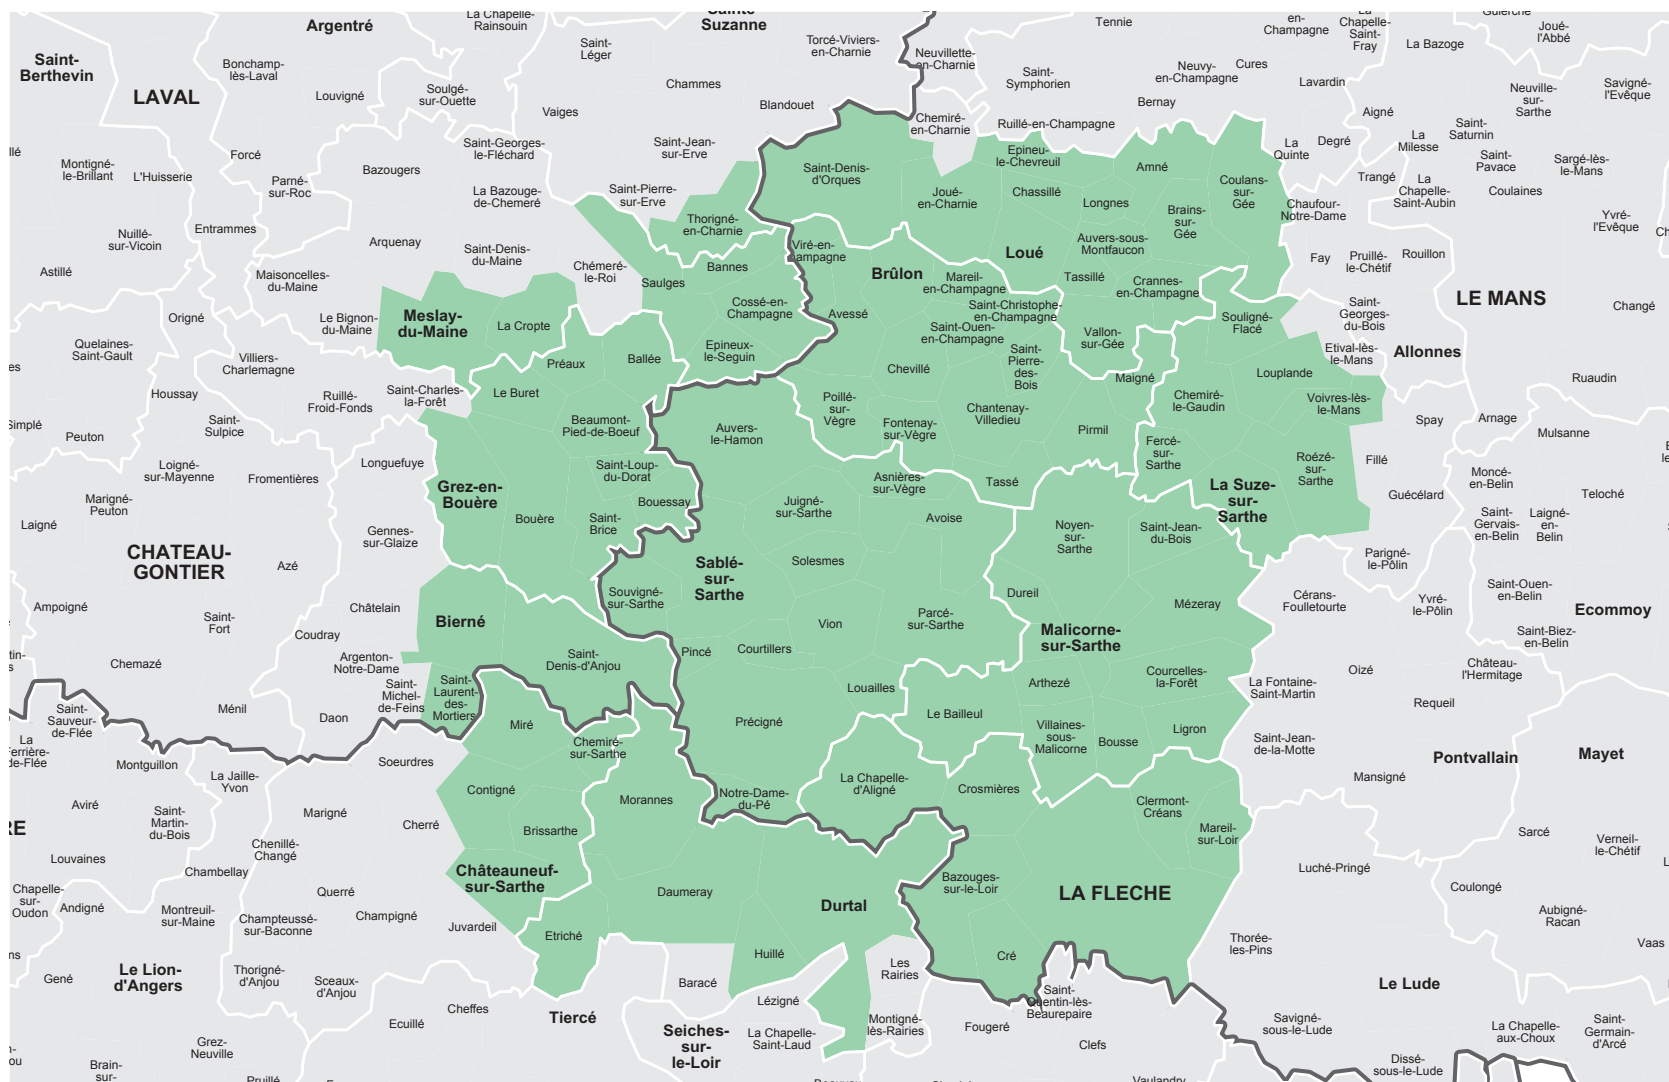 Sainte
Suzanne
Argentré
La Chapelle-
Rainsouin
Saint-
Léger
Torcé-Viviers-
en-Charnie
Neuvillette-
en-Charnie
Tennie
en-
Champagne
La
Chapelle-
Saint-
Fray
La Bazoge
Guierche
Joué-
l'Abbé
Saint-
Berthevin
Bonchamp-
lès-Laval
LAVAL
Louvigné
Soulgé-
sur-Ouette
Vaiges
Chammes
Blandouet
Saint-
Symphorien
Neuvy-
en-Champagne
Cures
Bernay
Lavardin
Aigné
Neuville-
sur-
Sarthe
Savigné-
l'Evêque
Chemiré-
en-Charnie
Ruillé-en-Champagne
La
Quinte
Degré
La
Milesse
Saint-
Saturnin
Saint-
Pavace
Sargé-lès-
le-Mans
illé
Montigné-
le-Brillant
L'Huisserie
Forcé
Parné-
sur-Roc
Bazougers
Saint-Georges-
le-Fléchard
Saint-Jean-
sur-Erve
La Bazouge-
de-Chemeré
Saint-Pierre-
sur-Erve
Saint-Denis-
d'Orques
Epineu-
le-Chevreuil
Joué-
en-Charnie
Chassillé
Amné
Longnes
Coulans-
sur-
Gée
Brains-
sur-
Gée
Chaufour-
Notre-Dame
Trangé
La
Chapelle-
Saint-Aubin
Coulaines
Yvré-
l'Evêque
Ch
Nuillé-
sur-Vicoin
Entrammes
Arquenay
Saint-Denis-
du-Maine
Thorigné-
en-Charnie
Viré-en-
Champagne
Brûlon
Loué
Auvers-sous-
Montfaucon
Fay
Pruillé-
le-Chétif
Rouillon
Astillé
Maisoncelles-
du-Maine
Chémeré-
le-Roi
Saulges
Bannes
Cossé-en-
Champagne
Mareil-
en-Champagne
Tassillé
Crannes-
en-Champagne
LE MANS
Changé
Origné
Le Bignon-
du-Maine
Meslay-
du-Maine
La Cropte
Avessé
Saint-Christophe-
en-Champagne
Saint-Ouen-
en-Champagne
Vallon-
sur-Gée
Souligné-
Flacé
Saint-
Georges-
du-Bois
Etival-lès-
le-Mans
Allonnes
Quelaines-
Saint-Gault
Villiers-
Charlemagne
Préaux
Ballée
Epineux-
le-Seguin
Chevillé
Saint-
Pierre-
des-
Bois
Maigné
Louplande
Ruaudin
es
Houssay
Ruillé-
Froid-Fonds
Saint-Charles-
la-Forêt
Le Buret
Beaumont-
Pied-de-Boeuf
Auvers-
le-Hamon
Poillé-
sur-
Vègre
Fontenay-
sur-Vègre
Chantenay-
Villedieu
Pirmil
Chemiré-
le-Gaudin
Voivres-lès-
le-Mans
Spay
Arnage
Mulsanne
Simplé
Peuton
Saint-
Sulpice
Loigné-
sur-Mayenne
Fromentières
Longuefuye
Grez-en-
Bouère
Saint-Loup-
du-Dorat
Bouessay
Asnières-
sur-Vègre
Tassé
Fercé-
sur-
Sarthe
Roézé-
sur-
Sarthe
Fillé
Guécélard
Moncé-
en-Belin
Teloché
Marigné-
Peuton
Laigné
Bouère
Saint-
Brice
Juigné-
sur-Sarthe
Avoise
Noyen-
sur-
Sarthe
Saint-Jean-
du-Bois
La Suze-
sur-
Sarthe
Saint-
Gervais-
en-Belin
Laigné-
en-
Belin
CHATEAU-
GONTIER
Azé
Gennes-
sur-Glaize
Sablé-
sur-
Sarthe
Solesmes
Parigné-
le-Pôlin
Ampoigné
Saint-
Fort
Châtelain
Souvigné-
sur-Sarthe
Vion
Parcé-
sur-Sarthe
Dureil
Mézeray
Cérans-
Foulletourte
Yvré-
le-Pôlin
Saint-Ouen-
en-Belin
Ecommoy
Saint-Biez-
en-Belin
Chemazé
Coudray
Argenton-
Notre-Dame
Bierné
Saint-
Denis-d'Anjou
Pincé
Courtillers
Louailles
Malicorne-
sur-Sarthe
Arthezé
Courcelles-
la-Forêt
La Fontaine-
Saint-Martin
Oizé
Château-
l'Hermitage
Requeil
Saint-
Sauveur-
de-Flée
Ménil
Daon
Saint-
Michel-
de-Feins
Saint-
Laurent-
des-
Mortiers
Miré
Chemiré-
sur-Sarthe
Précigné
Le Bailleul
Villaines-
sous-
Malicorne
Bousse
Ligron
Saint-Jean-
de-la-Motte
Mansigné
Pontvallain
Mayet
La
Ferrière-
de-Flée
Montguillon
La Jaille-
Yvon
Soeurdres
Contigné
Morannes
Notre-Dame-
du-Pé
La Chapelle-
d'Aligné
Crosmières
Clermont-
Créans
Mareil-
sur-Loir
Aviré
Saint-
Martin-
du-Bois
Marigné
Cherré
Brissarthe
RE
Louvaines
Chenillé-
Changé
Chambellay
Châteauneuf-
sur-Sarthe
Daumeray
Durtal
Bazouges-
sur-le-Loir
LA FLECHE
Luché-Pringé
Sarcé
Verneil-
le-Chétif
Coulongé
Aubigné-
Racan
Vaas
Chapelle-
sur-
Oudon
Andigné
Montreuil-
sur-Maine
Querré
Champteussé-
sur-Baconne
Champigné
Juvardeil
Etriché
Huillé
Les
Rairies
Cré
Thorée-
les-Pins
Gené
Le Lion-
d'Angers
Thorigné-
d'Anjou
Sceaux-
d'Anjou
Cheffes
Ecuillé
Tiercé
Baracé
Lézigné
Seiches-
sur-
le-Loir
La Chapelle-
Saint-Laud
Montigné-
lès-Rairies
Fougeré
Saint-
Quentin-lès-
Beaurepaire
Clefs
Le Lude
Savigné-
sous-le-Lude
Dissé-
sous-le-Lude
La Chapelle-
aux-Choux
Saint-
Germain-
d'Arcé
Grez-
Neuville
Brain-
sur-
Pruillé
Vaulandry